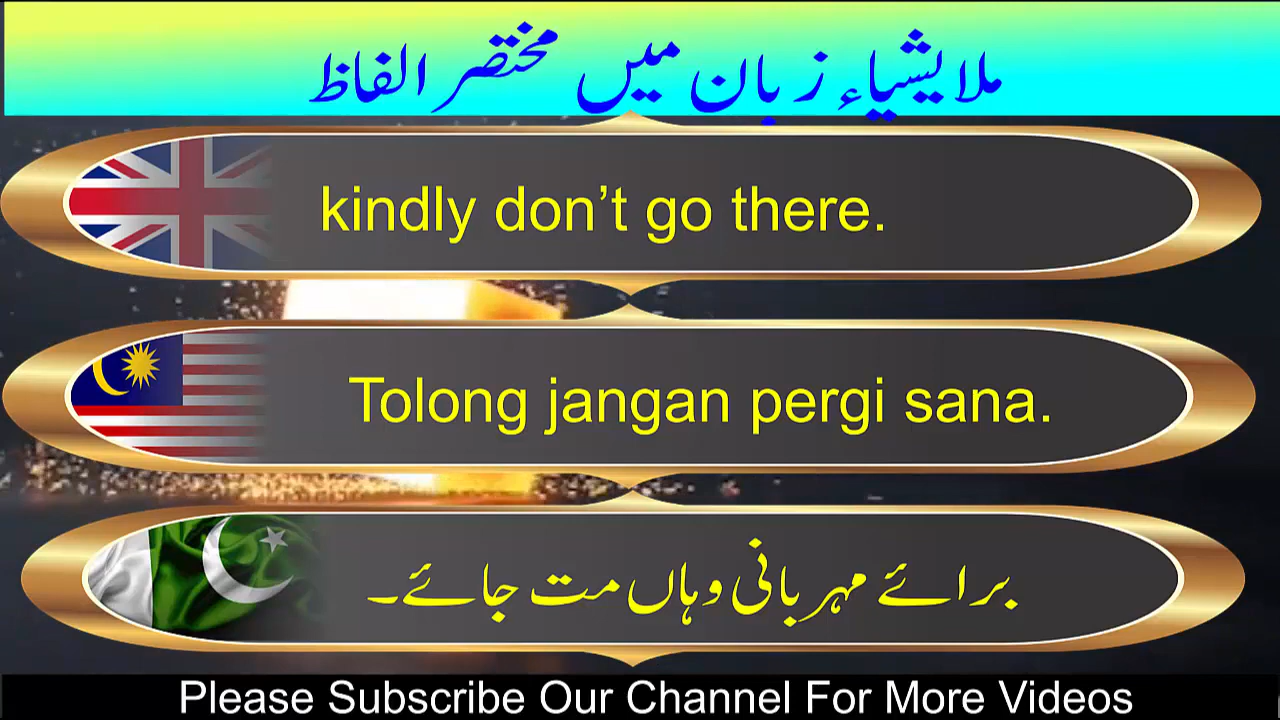 ملایشیاء زبان میں مختصر الفاظ
kindly don’t go there.
Tolong jangan pergi sana.
برائے مہربانی وہاں مت جائے۔
Please Subscribe Our Channel For More Videos